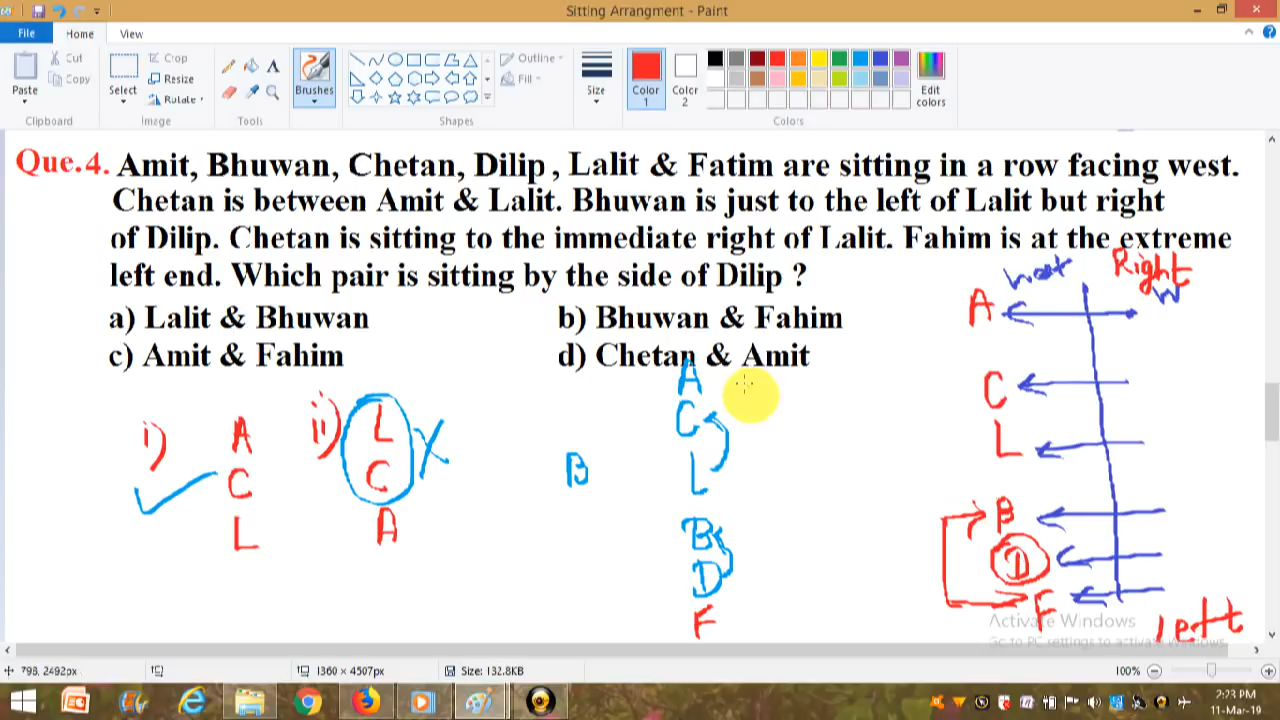 Sitting Arrangment - Paint
File Home View
Paste
Cut
Copy
Select
Crop
Resize
Rutale
A
Brushes
Outline
Fill
Size
Color 1
Color 2
Edit colors
Clipboard Image Tools Shapes Colors
Que.4. Amit, Bhuwan, Chetan, Dilip, Lalit & Fatim are sitting in a row facing west.
Chetan is between Amit & Lalit. Bhuwan is just to the left of Lalit but right
of Dilip. Chetan is sitting to the immediate right of Lalit. Fahim is at the extreme
left end. Which pair is sitting by the side of Dilip ?
a) Lalit & Bhuwan b) Bhuwan & Fahim
c) Amit & Fahim d) Chetan & Amit
Right
W
A
C
L
B
D
F
left
i) A
C
L
ii) L
C
A
B
A
C
L
B
D
F
Activate Windows
Go to PC settings to activate Windows.
798, 2492px
1360 × 4507px
Size: 132.8KB
100%
2:23 PM
11-Mar-19